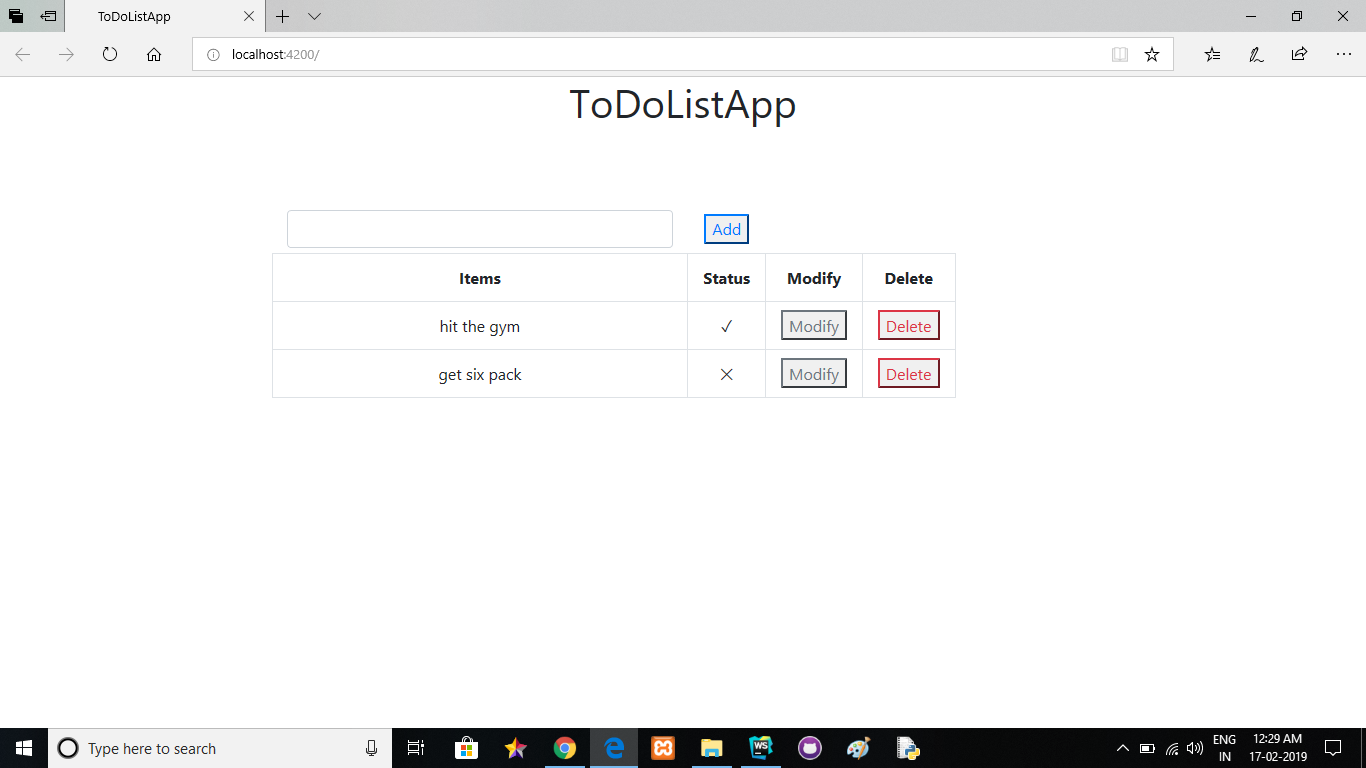 ToDoListApp
localhost:4200/
ToDoListApp
Add
Items Status Modify Delete
hit the gym ✓ Modify Delete
get six pack ✕ Modify Delete
Type here to search
WS
ENG 12:29 AM
IN 17-02-2019